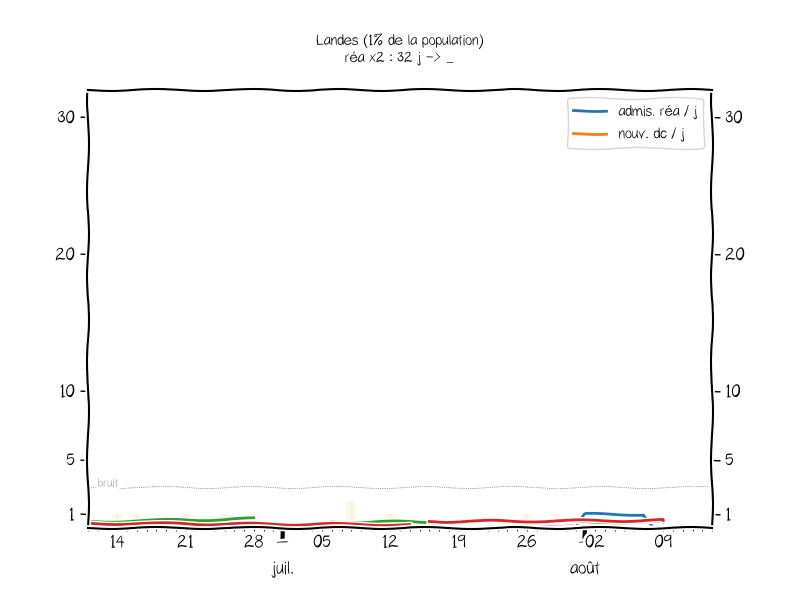 Landes (1% de la population)
réa x2 : 32 j -> _
admis. réa / j
nouv. dc / j
30
30
20
20
10
10
5
5
bruit
1
1
14
21
28
05
12
19
26
02
09
juil.
août